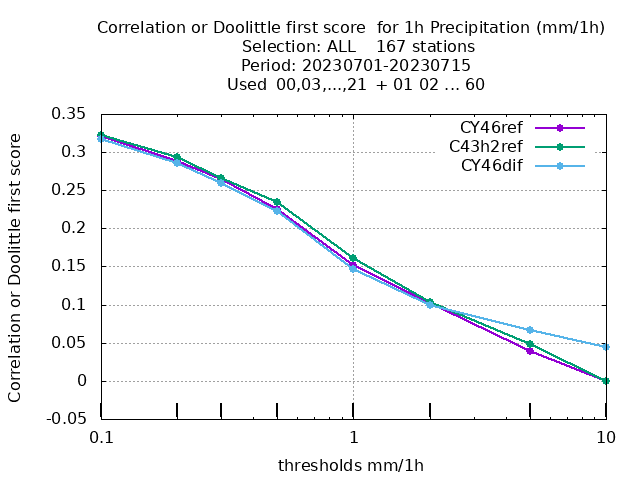 Correlation or Doolittle first score  for 1h Precipitation (mm/1h)
Selection: ALL    167 stations
Period: 20230701-20230715
Used  00,03,...,21  + 01 02 ... 60
Correlation or Doolittle first score
0.35
0.3
0.25
0.2
0.15
0.1
0.05
0
-0.05
CY46ref
C43h2ref
CY46dif
0.1
1
10
thresholds mm/1h